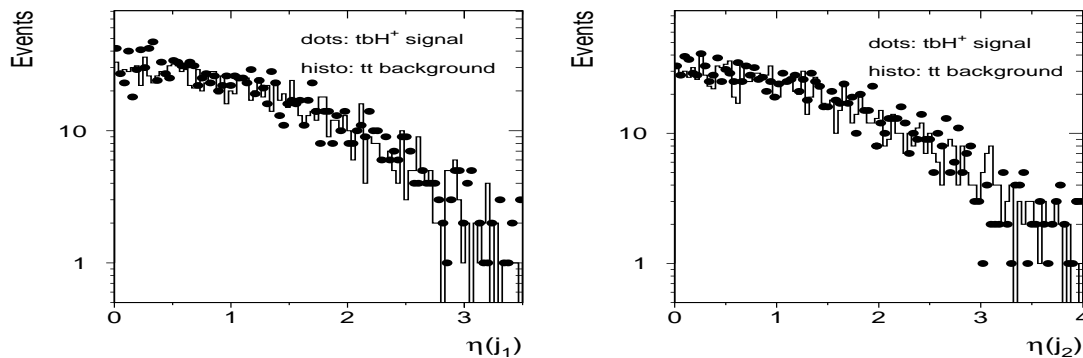 Events
dots: tbH⁺ signal
histo: tt background
10
1
0 1 2 3
η(j₁)
Events
dots: tbH⁺ signal
histo: tt background
10
1
0 1 2 3 4
η(j₂)